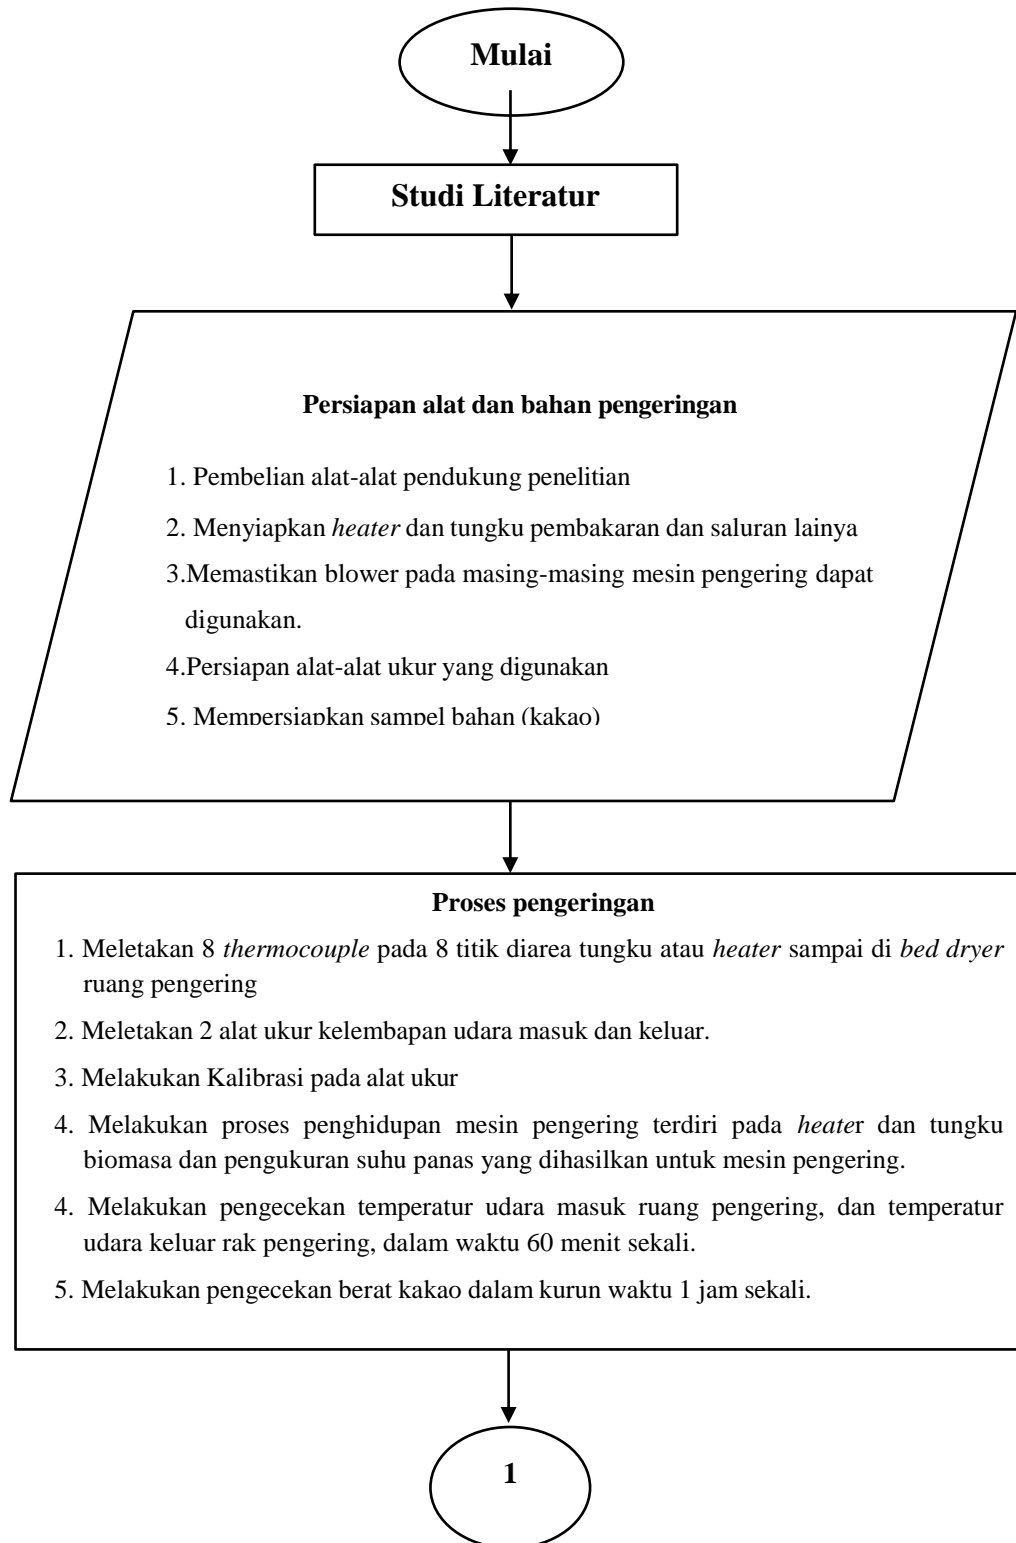 Mulai
Studi Literatur
Persiapan alat dan bahan pengeringan
1. Pembelian alat-alat pendukung penelitian
2. Menyiapkan heater dan tungku pembakaran dan saluran lainya
3.Memastikan blower pada masing-masing mesin pengering dapat
digunakan.
4.Persiapan alat-alat ukur yang digunakan
5. Mempersiapkan sampel bahan (kakao)
Proses pengeringan
1. Meletakan 8 thermocouple pada 8 titik diarea tungku atau heater sampai di bed dryer
ruang pengering
2. Meletakan 2 alat ukur kelembapan udara masuk dan keluar.
3. Melakukan Kalibrasi pada alat ukur
4. Melakukan proses penghidupan mesin pengering terdiri pada heater dan tungku
biomasa dan pengukuran suhu panas yang dihasilkan untuk mesin pengering.
4. Melakukan pengecekan temperatur udara masuk ruang pengering, dan temperatur
udara keluar rak pengering, dalam waktu 60 menit sekali.
5. Melakukan pengecekan berat kakao dalam kurun waktu 1 jam sekali.
1